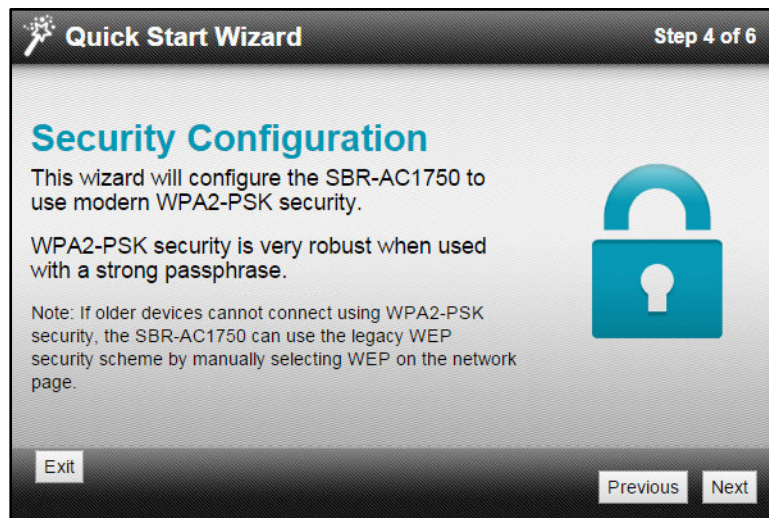 Quick Start Wizard
Step 4 of 6
Security Configuration
This wizard will configure the SBR-AC1750 to
use modern WPA2-PSK security.
WPA2-PSK security is very robust when used
with a strong passphrase.
Note: If older devices cannot connect using WPA2-PSK
security, the SBR-AC1750 can use the legacy WEP
security scheme by manually selecting WEP on the network
page.
Exit
Previous
Next